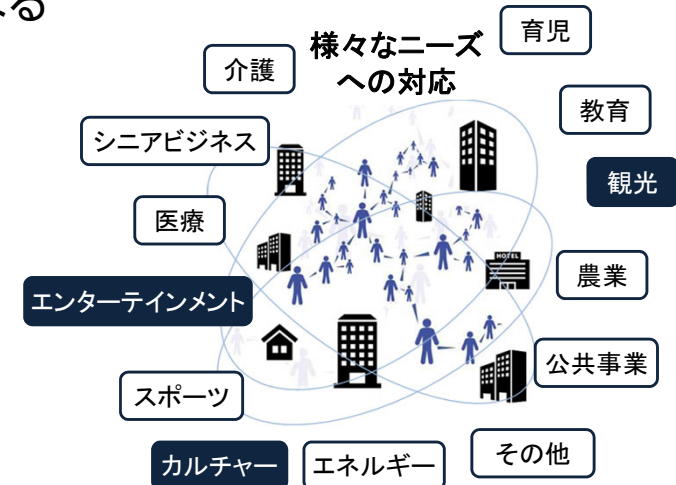 える
様々なニーズ
への対応
育児
介護
教育
シニアビジネス
観光
医療
HOTEL
農業
エンターテインメント
公共事業
スポーツ
その他
カルチャー
エネルギー